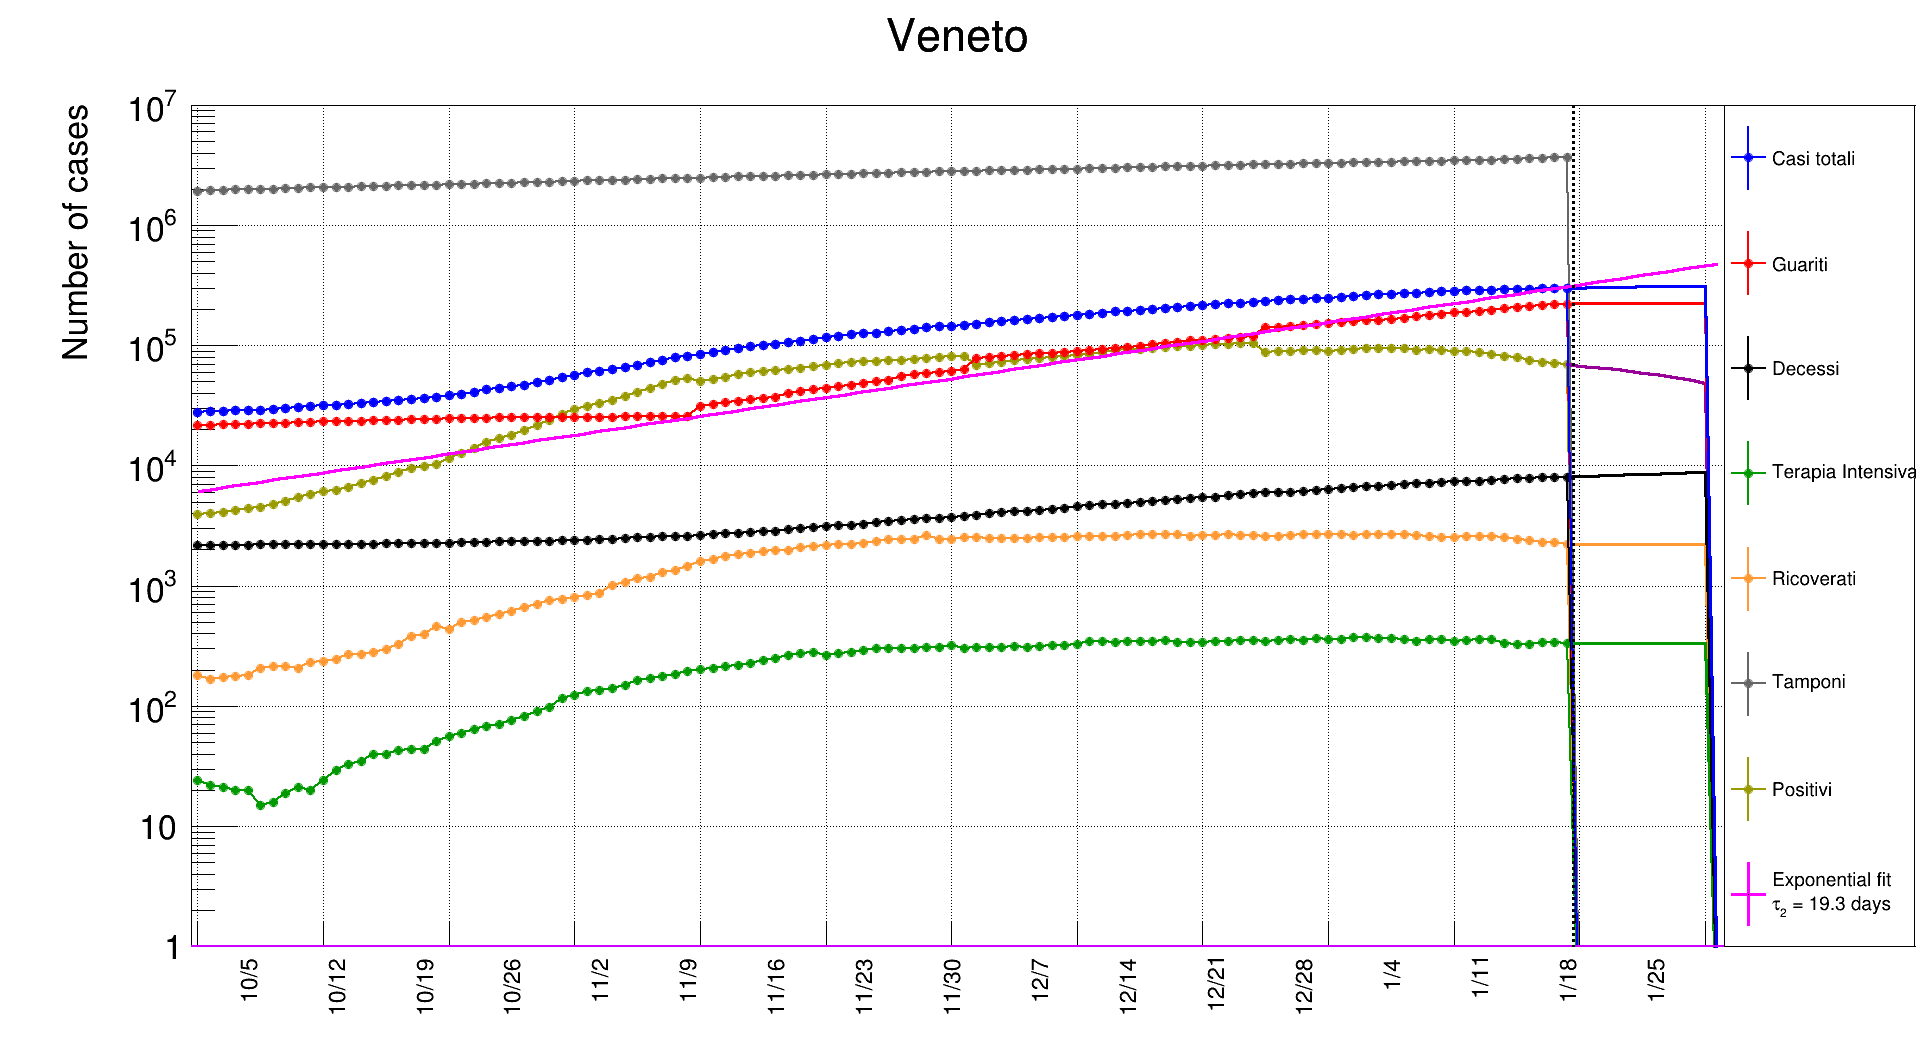 Veneto
Number of cases
10^7
10^6
10^5
10^4
10^3
10^2
10
1
10/5
10/12
10/19
10/26
11/2
11/9
11/16
11/23
11/30
12/7
12/14
12/21
12/28
1/4
1/11
1/18
1/25
Casi totali
Guariti
Decessi
Terapia Intensiva
Ricoverati
Tamponi
Positivi
Exponential fit
τ_2 = 19.3 days